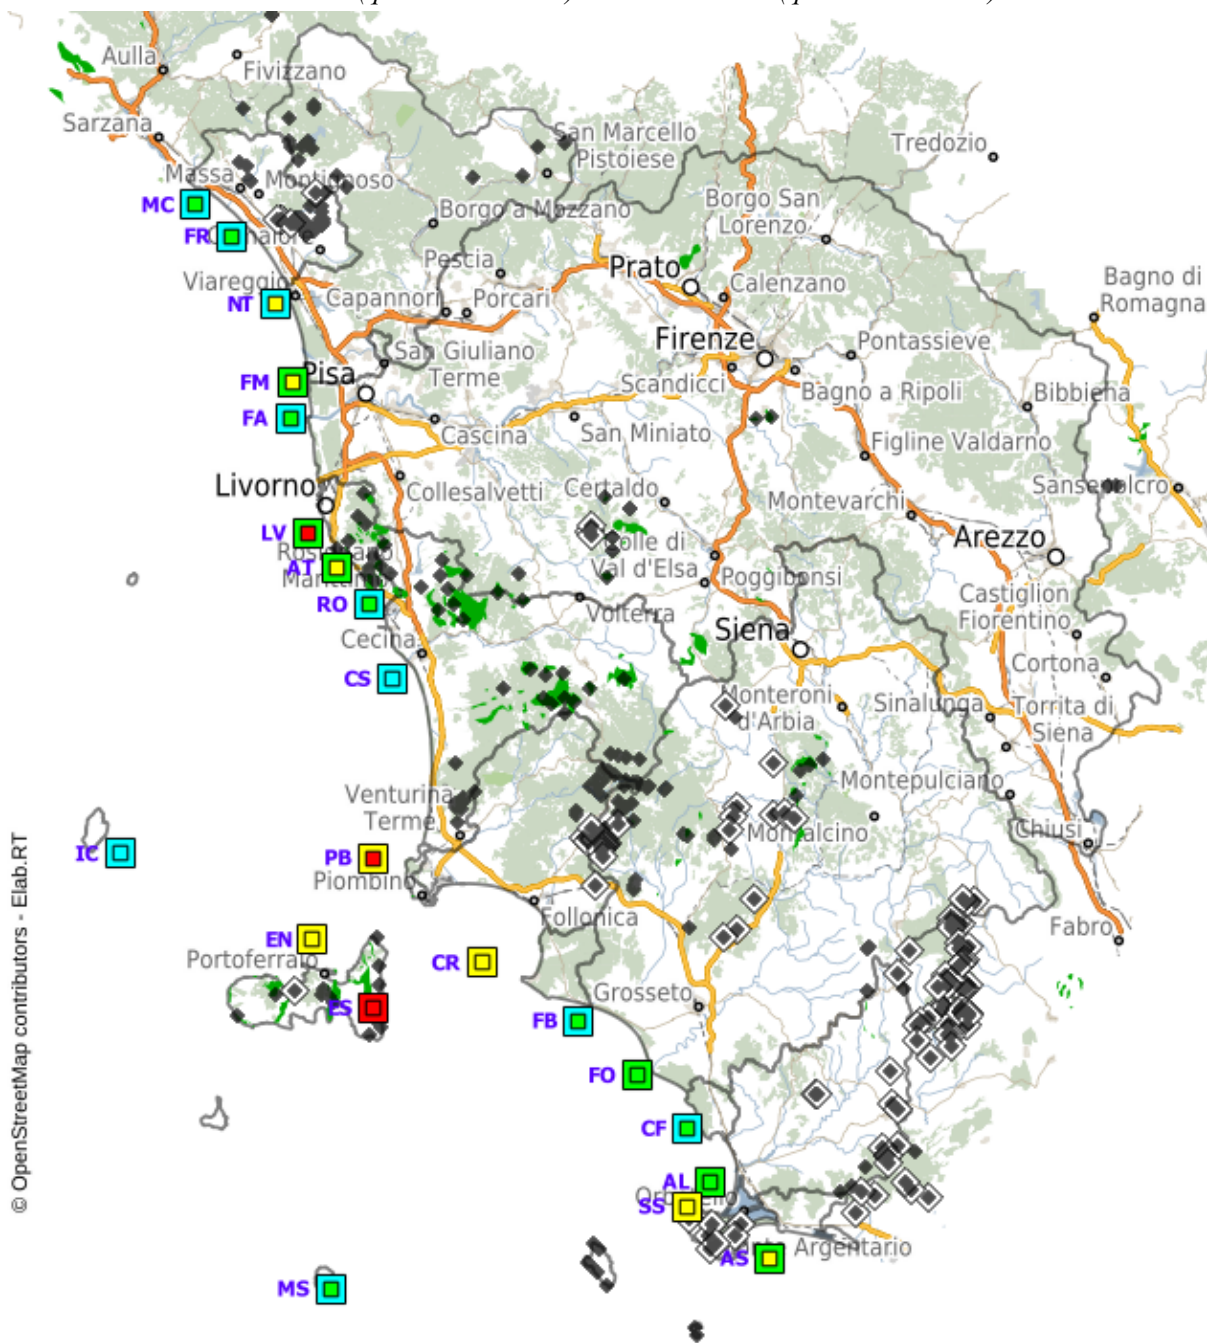 Aulla
Fivizzano
Sarzana
San Marcello
Pistoiese
Tredozio
Massa
Montignoso
MC
Borgo a Mozzano
Borgo San
Lorenzo
FR
Pescia
Prato
Bagno di
Romagna
Viareggio
NT
Capannori
Porcari
Calenzano
Firenze
Pontassieve
San Giuliano
Terme
FM
Pisa
Scandicci
Bagno a Ripoli
Bibbiena
FA
Cascina
San Miniato
Figline Valdarno
Livorno
Collesalvetti
Certaldo
Montevarchi
LV
Arezzo
Colle di
Val d'Elsa
AT
Poggibonsi
Castiglion
Fiorentino
RO
Volterra
Siena
Cecina
Cortona
CS
Monteroni
d'Arbia
Sinalunga
Torrita di
Siena
Montepulciano
Venturina
Terme
Montalcino
Chiusi
IC
PB
Piombino
Follonica
Fabro
EN
Portoferraio
CR
Grosseto
ES
FB
FO
CF
AL
Orbetello
SS
Argentario
AS
MS
© OpenStreetMap contributors - Elab.RT